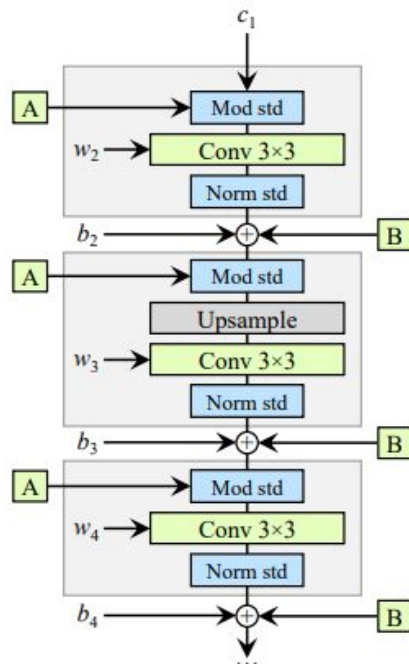 c₁
A Mod std
w₂ Conv 3×3
Norm std
b₂ + B
A Mod std
Upsample
w₃ Conv 3×3
Norm std
b₃ + B
A Mod std
w₄ Conv 3×3
Norm std
b₄ + B
...